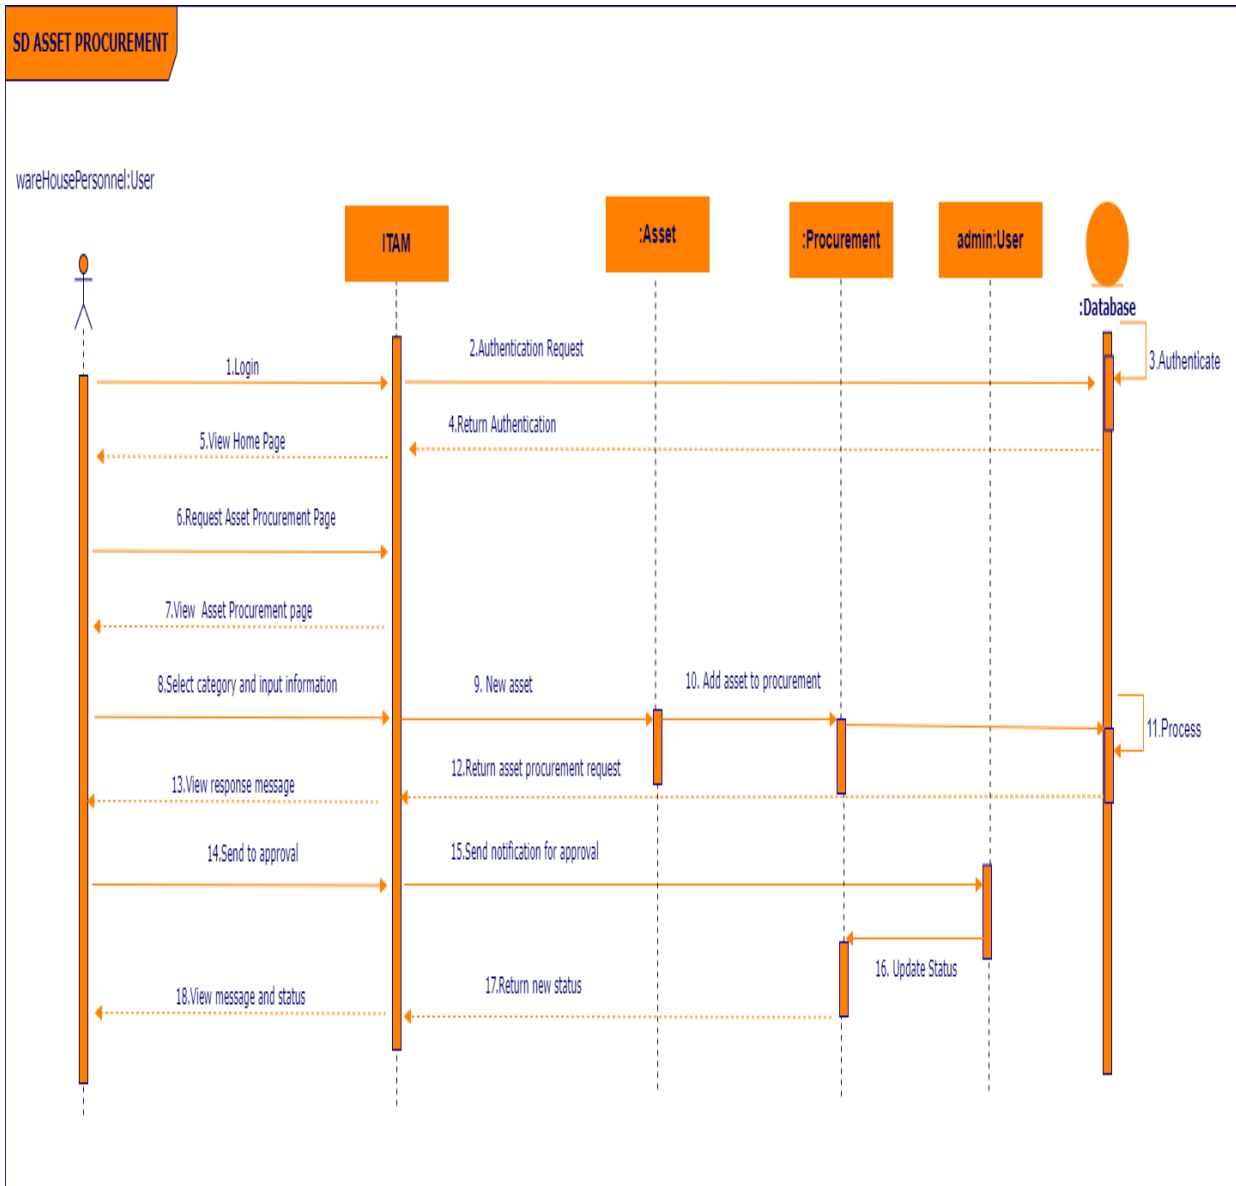 SD ASSET PROCUREMENT
wareHousePersonnel:User
ITAM
:Asset
:Procurement
admin:User
:Database
1.Login
2.Authentication Request
3.Authenticate
4.Return Authentication
5.View Home Page
6.Request Asset Procurement Page
7.View  Asset Procurement page
8.Select category and input information
9. New asset
10. Add asset to procurement
11.Process
12.Return asset procurement request
13.View response message
14.Send to approval
15.Send notification for approval
16. Update Status
17.Return new status
18.View message and status